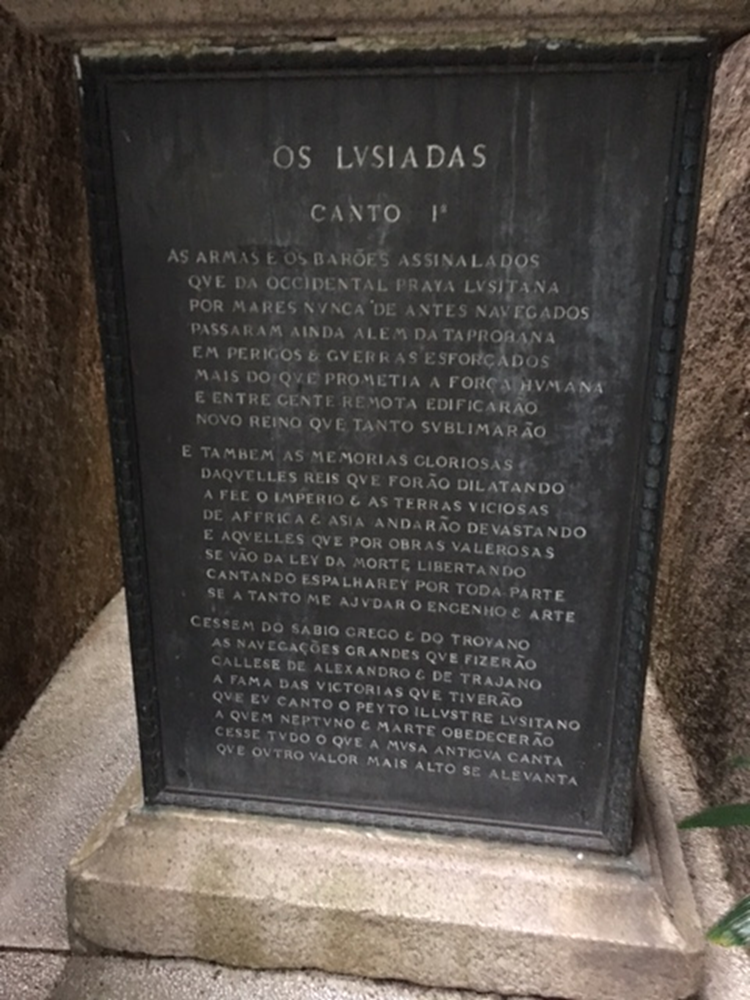 OS LVSIADAS
CANTO Iº
AS ARMAS E OS BARÕES ASSINALADOS
QVE DA OCCIDENTAL PRAYA LVSITANA
POR MARES NVNCA DE ANTES NAVEGADOS
PASSARAM AINDA ALEM DA TAPROBANA
EM PERIGOS & GVERRAS ESFORÇADOS
MAIS DO QVE PROMETIA A FORÇA HVMANA
E ENTRE GENTE REMOTA EDIFICARÃO
NOVO REINO QVE TANTO SVBLIMARÃO
E TAMBEM AS MEMORIAS GLORIOSAS
DAQVELLES REIS QVE FORÃO DILATANDO
A FEE O IMPERIO & AS TERRAS VICIOSAS
DE AFFRICA & ASIA ANDARÃO DEVASTANDO
E AQVELLES QVE POR OBRAS VALEROSAS
SE VÃO DA LEY DA MORTE LIBERTANDO
CANTANDO ESPALHAREY POR TODA PARTE
SE A TANTO ME AJVDAR O ENGENHO & ARTE
CESSEM DO SABIO GREGO & DO TROYANO
AS NAVEGAÇÕES GRANDES QVE FIZERÃO
CALLESE DE ALEXANDRO & DE TRAJANO
A FAMA DAS VICTORIAS QVE TIVERÃO
QVE EV CANTO O PEYTO ILLVSTRE LVSITANO
A QVEM NEPTVNO & MARTE OBEDECERÃO
CESSE TVDO O QVE A MVSA ANTIGVA CANTA
QVE OVTRO VALOR MAIS ALTO SE ALEVANTA